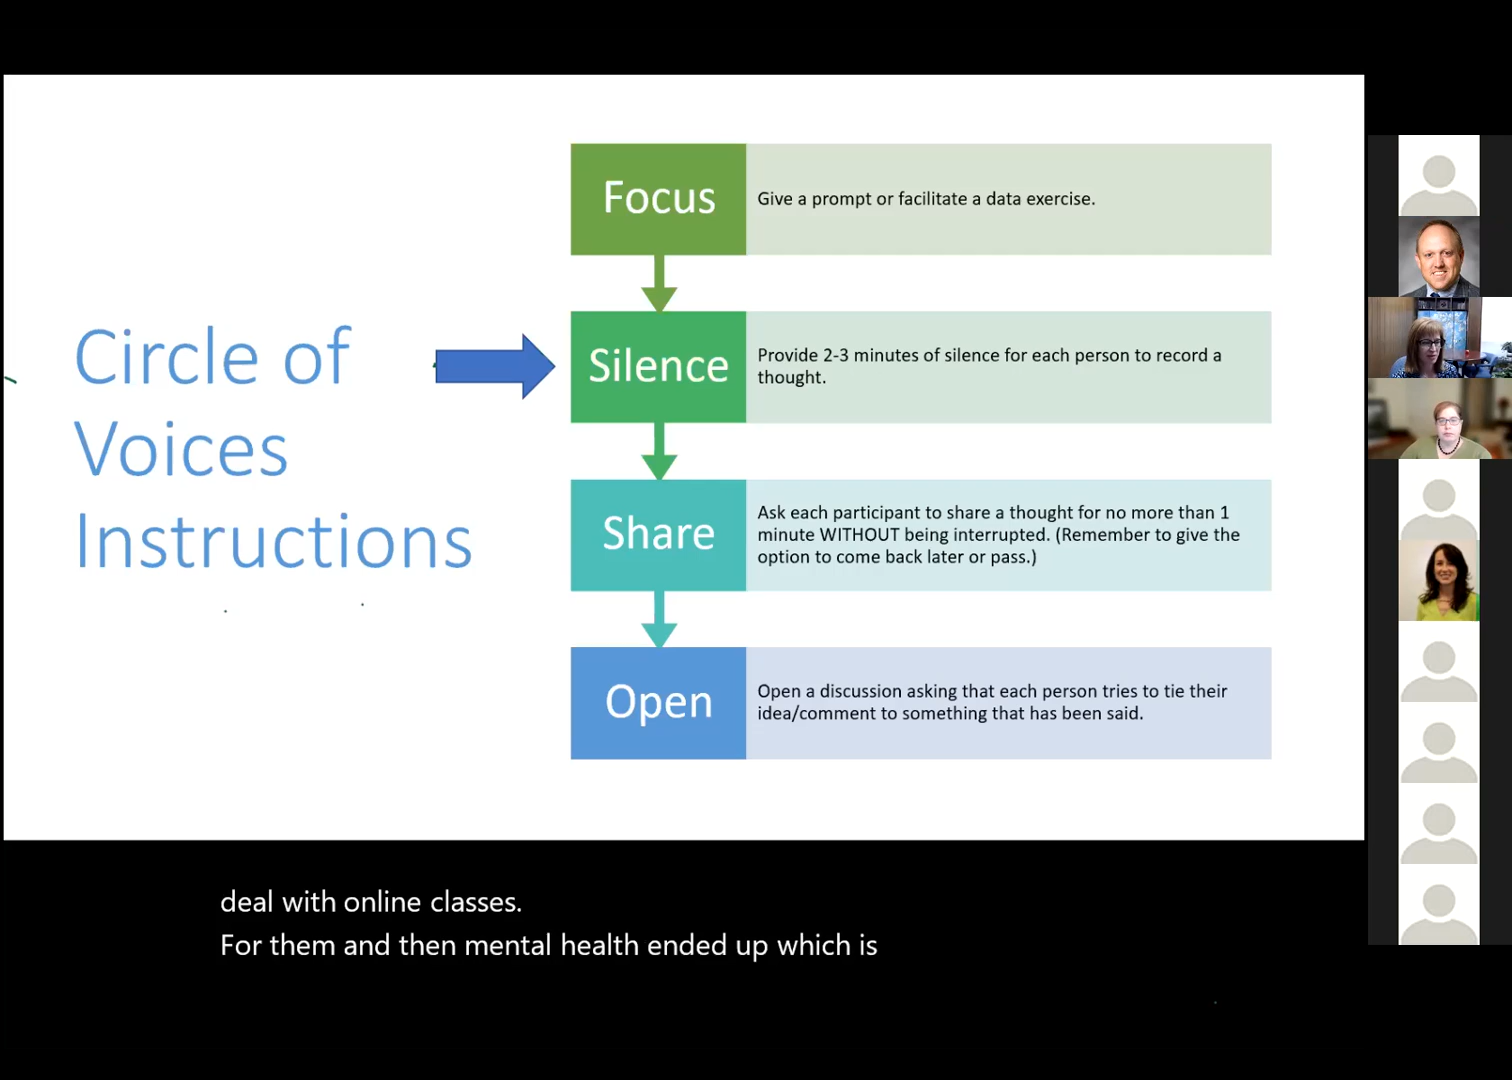 Circle of
Voices
Instructions
Focus
Give a prompt or facilitate a data exercise.
Silence
Provide 2-3 minutes of silence for each person to record a
thought.
Share
Ask each participant to share a thought for no more than 1
minute WITHOUT being interrupted. (Remember to give the
option to come back later or pass.)
Open
Open a discussion asking that each person tries to tie their
idea/comment to something that has been said.
deal with online classes.
For them and then mental health ended up which is